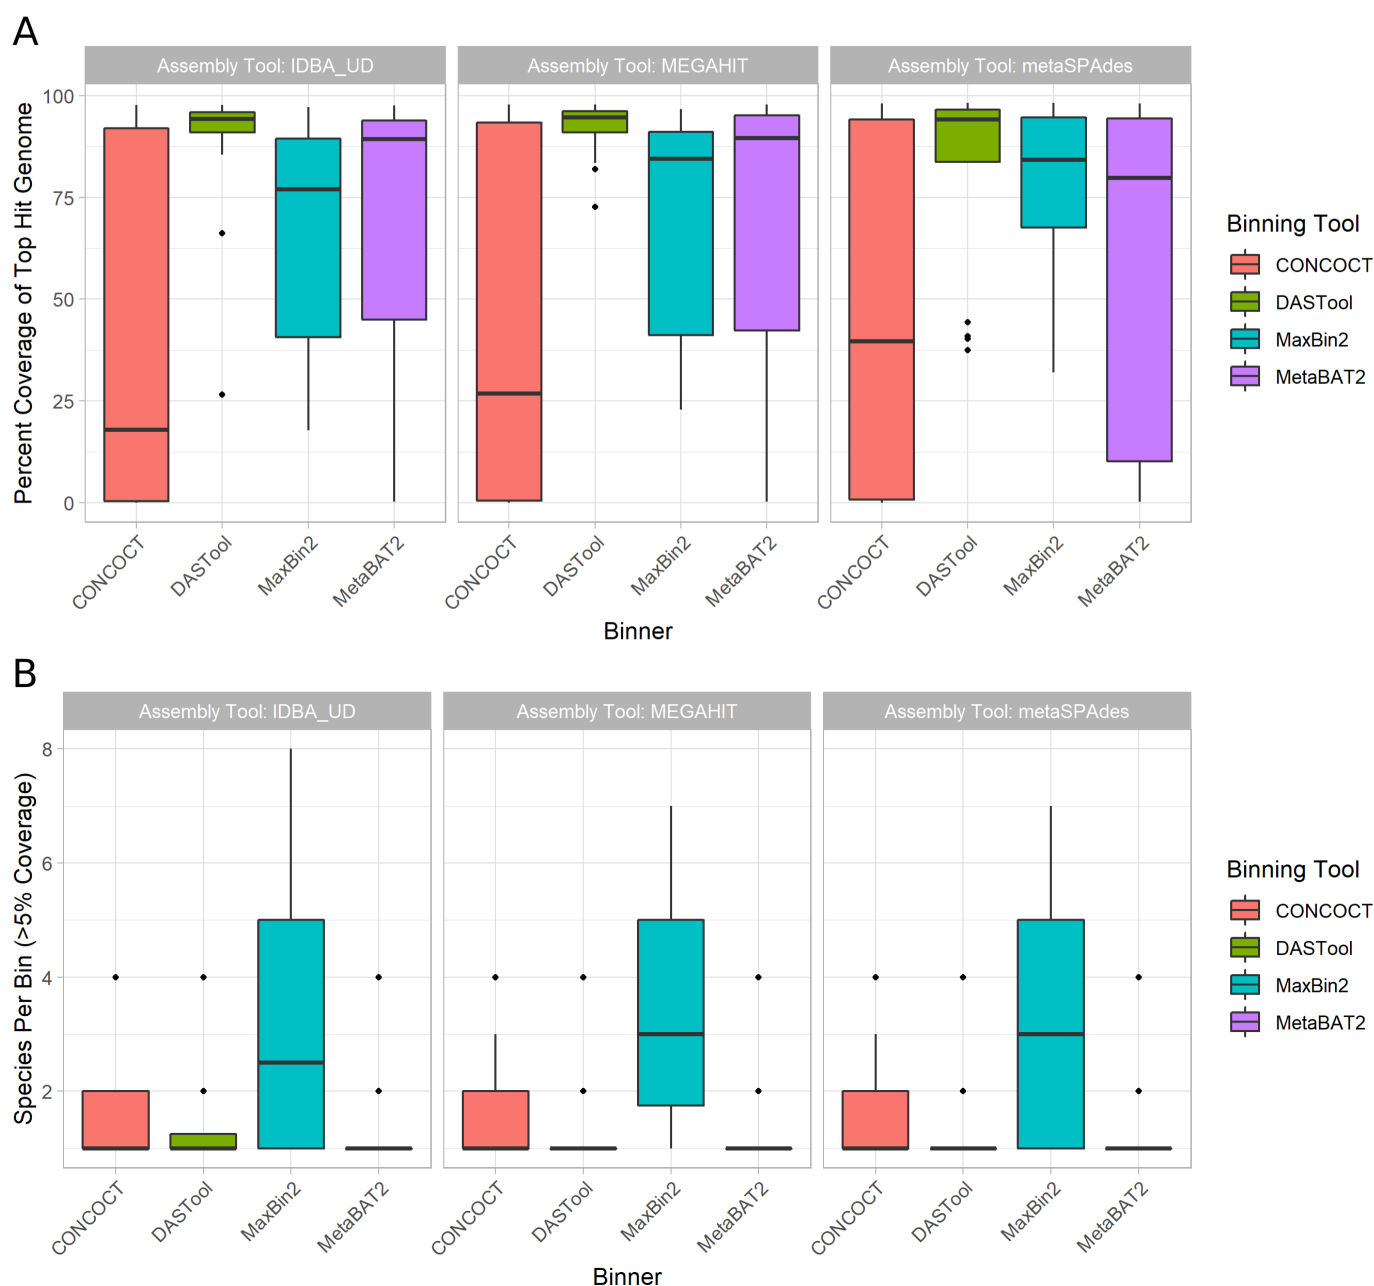 A
Assembly Tool: IDBA_UD
Assembly Tool: MEGAHIT
Assembly Tool: metaSPAdes
Percent Coverage of Top Hit Genome
100
75
50
25
0
CONCOCT
DASTool
MaxBin2
MetaBAT2
CONCOCT
DASTool
MaxBin2
MetaBAT2
CONCOCT
DASTool
MaxBin2
MetaBAT2
Binner
Binning Tool
CONCOCT
DASTool
MaxBin2
MetaBAT2
B
Assembly Tool: IDBA_UD
Assembly Tool: MEGAHIT
Assembly Tool: metaSPAdes
Species Per Bin (>5% Coverage)
8
6
4
2
CONCOCT
DASTool
MaxBin2
MetaBAT2
CONCOCT
DASTool
MaxBin2
MetaBAT2
CONCOCT
DASTool
MaxBin2
MetaBAT2
Binner
Binning Tool
CONCOCT
DASTool
MaxBin2
MetaBAT2